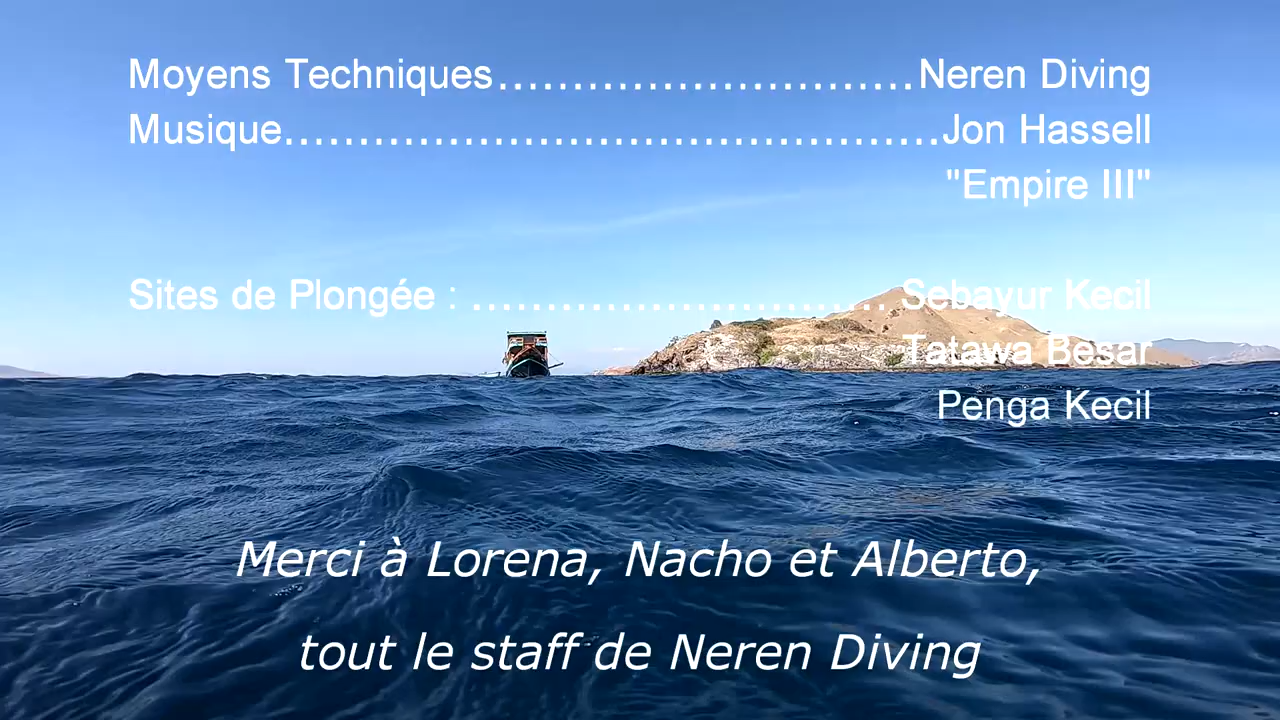 Moyens Techniques...........................Neren Diving
Musique...........................................Jon Hassell
"Empire III"
Sites de Plongée : ........................... Sebayur Kecil
Tatawa Besar
Penga Kecil
Merci à Lorena, Nacho et Alberto,
tout le staff de Neren Diving